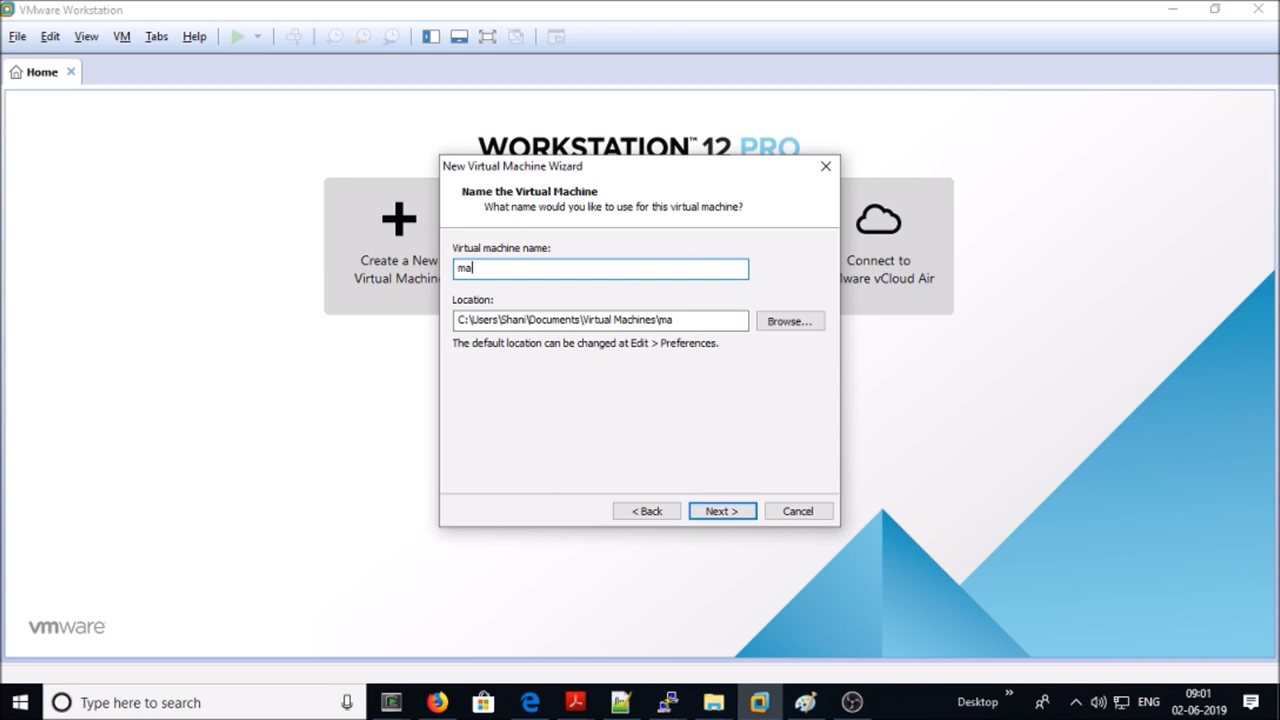 VMware Workstation
File Edit View VM Tabs Help
Home
WORKSTATION™ 12 PRO
New Virtual Machine Wizard
Name the Virtual Machine
What name would you like to use for this virtual machine?
Create a New
Virtual Machin
Connect to
ware vCloud Air
Virtual machine name:
ma
Location:
C:\Users\Shani\Documents\Virtual Machines\ma
Browse...
The default location can be changed at Edit > Preferences.
< Back Next > Cancel
vmware
Type here to search
Desktop
ENG
09:01
02-06-2019